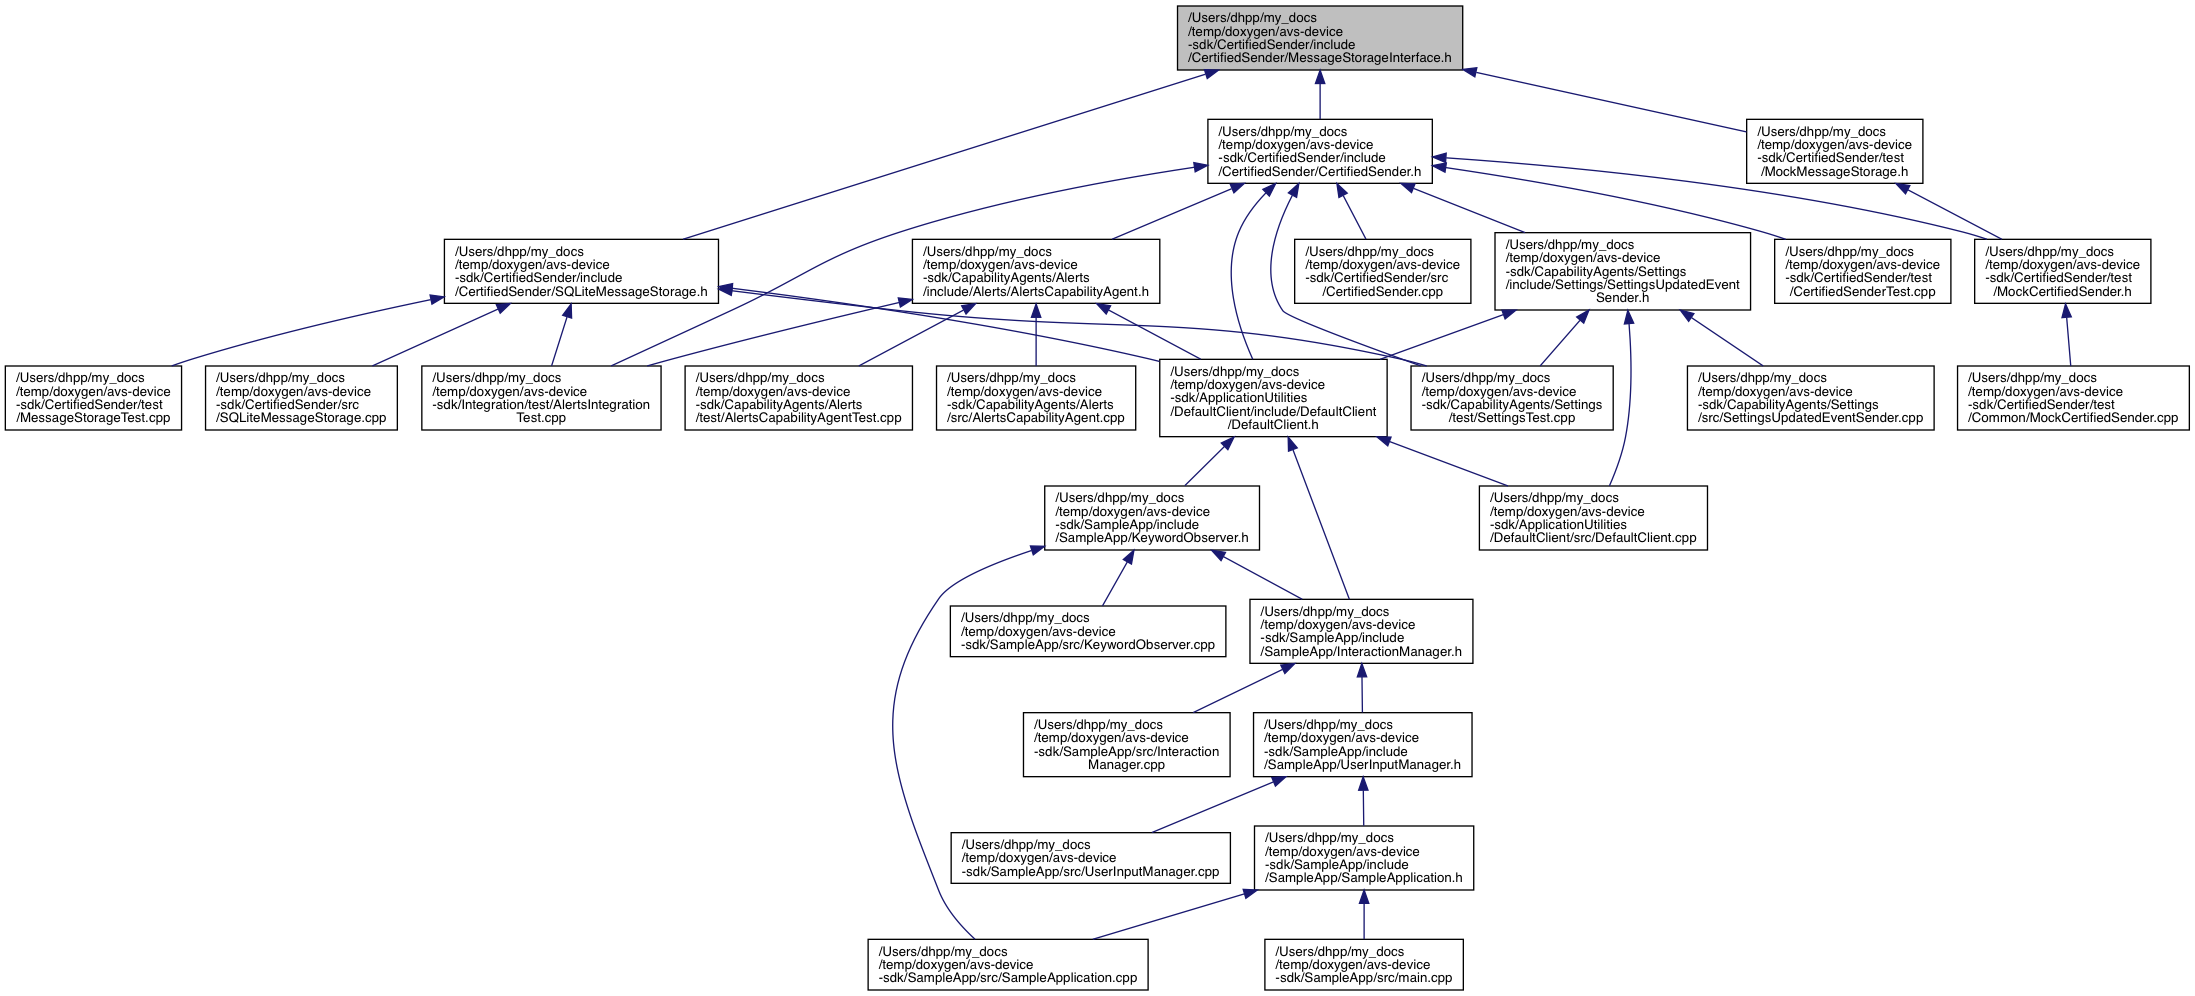 /Users/dhpp/my_docs
/temp/doxygen/avs-device
-sdk/CertifiedSender/include
/CertifiedSender/MessageStorageInterface.h
/Users/dhpp/my_docs
/temp/doxygen/avs-device
-sdk/CertifiedSender/include
/CertifiedSender/CertifiedSender.h
/Users/dhpp/my_docs
/temp/doxygen/avs-device
-sdk/CertifiedSender/test
/MockMessageStorage.h
/Users/dhpp/my_docs
/temp/doxygen/avs-device
-sdk/CertifiedSender/include
/CertifiedSender/SQLiteMessageStorage.h
/Users/dhpp/my_docs
/temp/doxygen/avs-device
-sdk/CapabilityAgents/Alerts
/include/Alerts/AlertsCapabilityAgent.h
/Users/dhpp/my_docs
/temp/doxygen/avs-device
-sdk/CertifiedSender/src
/CertifiedSender.cpp
/Users/dhpp/my_docs
/temp/doxygen/avs-device
-sdk/CapabilityAgents/Settings
/include/Settings/SettingsUpdatedEvent
Sender.h
/Users/dhpp/my_docs
/temp/doxygen/avs-device
-sdk/CertifiedSender/test
/CertifiedSenderTest.cpp
/Users/dhpp/my_docs
/temp/doxygen/avs-device
-sdk/CertifiedSender/test
/MockCertifiedSender.h
/Users/dhpp/my_docs
/temp/doxygen/avs-device
-sdk/CertifiedSender/test
/MessageStorageTest.cpp
/Users/dhpp/my_docs
/temp/doxygen/avs-device
-sdk/CertifiedSender/src
/SQLiteMessageStorage.cpp
/Users/dhpp/my_docs
/temp/doxygen/avs-device
-sdk/Integration/test/AlertsIntegration
Test.cpp
/Users/dhpp/my_docs
/temp/doxygen/avs-device
-sdk/CapabilityAgents/Alerts
/test/AlertsCapabilityAgentTest.cpp
/Users/dhpp/my_docs
/temp/doxygen/avs-device
-sdk/CapabilityAgents/Alerts
/src/AlertsCapabilityAgent.cpp
/Users/dhpp/my_docs
/temp/doxygen/avs-device
-sdk/ApplicationUtilities
/DefaultClient/include/DefaultClient
/DefaultClient.h
/Users/dhpp/my_docs
/temp/doxygen/avs-device
-sdk/CapabilityAgents/Settings
/test/SettingsTest.cpp
/Users/dhpp/my_docs
/temp/doxygen/avs-device
-sdk/CapabilityAgents/Settings
/src/SettingsUpdatedEventSender.cpp
/Users/dhpp/my_docs
/temp/doxygen/avs-device
-sdk/CertifiedSender/test
/Common/MockCertifiedSender.cpp
/Users/dhpp/my_docs
/temp/doxygen/avs-device
-sdk/SampleApp/include
/SampleApp/KeywordObserver.h
/Users/dhpp/my_docs
/temp/doxygen/avs-device
-sdk/ApplicationUtilities
/DefaultClient/src/DefaultClient.cpp
/Users/dhpp/my_docs
/temp/doxygen/avs-device
-sdk/SampleApp/src/KeywordObserver.cpp
/Users/dhpp/my_docs
/temp/doxygen/avs-device
-sdk/SampleApp/include
/SampleApp/InteractionManager.h
/Users/dhpp/my_docs
/temp/doxygen/avs-device
-sdk/SampleApp/src/Interaction
Manager.cpp
/Users/dhpp/my_docs
/temp/doxygen/avs-device
-sdk/SampleApp/include
/SampleApp/UserInputManager.h
/Users/dhpp/my_docs
/temp/doxygen/avs-device
-sdk/SampleApp/src/UserInputManager.cpp
/Users/dhpp/my_docs
/temp/doxygen/avs-device
-sdk/SampleApp/include
/SampleApp/SampleApplication.h
/Users/dhpp/my_docs
/temp/doxygen/avs-device
-sdk/SampleApp/src/SampleApplication.cpp
/Users/dhpp/my_docs
/temp/doxygen/avs-device
-sdk/SampleApp/src/main.cpp